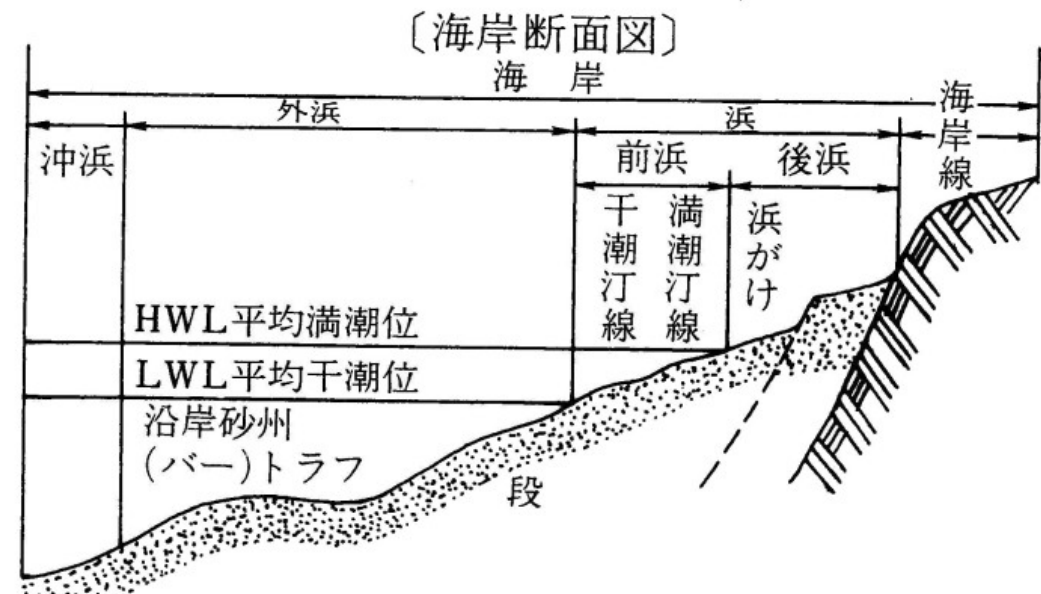 〔海岸断面図〕
海岸
外浜
浜
海岸線
沖浜
前浜
後浜
干潮汀線
満潮汀線
浜がけ
HWL平均満潮位
LWL平均干潮位
沿岸砂州
(バー)トラフ
段